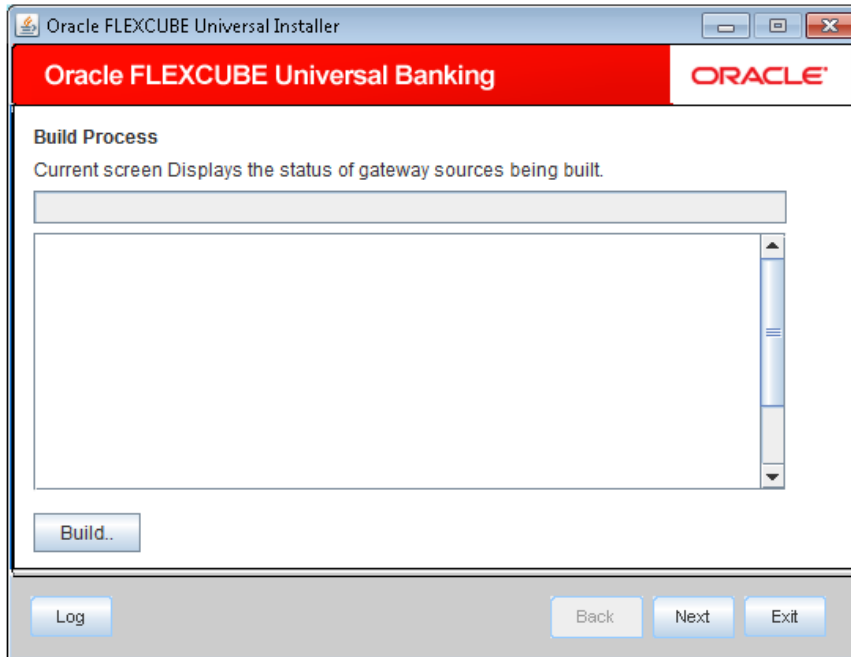 Oracle FLEXCUBE Universal Installer
Oracle FLEXCUBE Universal Banking
ORACLE
Build Process
Current screen Displays the status of gateway sources being built.
Build..
Log
Back
Next
Exit